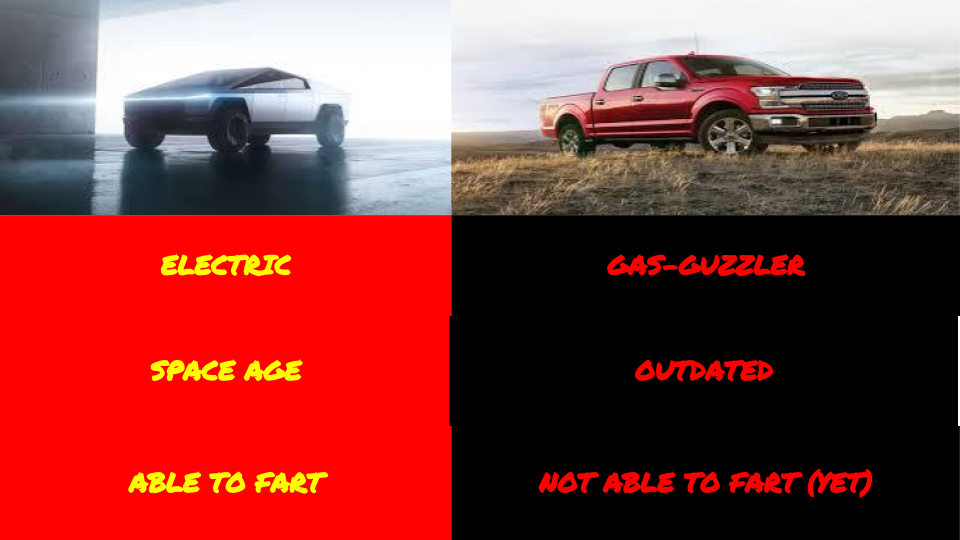 ELECTRIC
GAS-GUZZLER
SPACE AGE
OUTDATED
ABLE TO FART
NOT ABLE TO FART (YET)